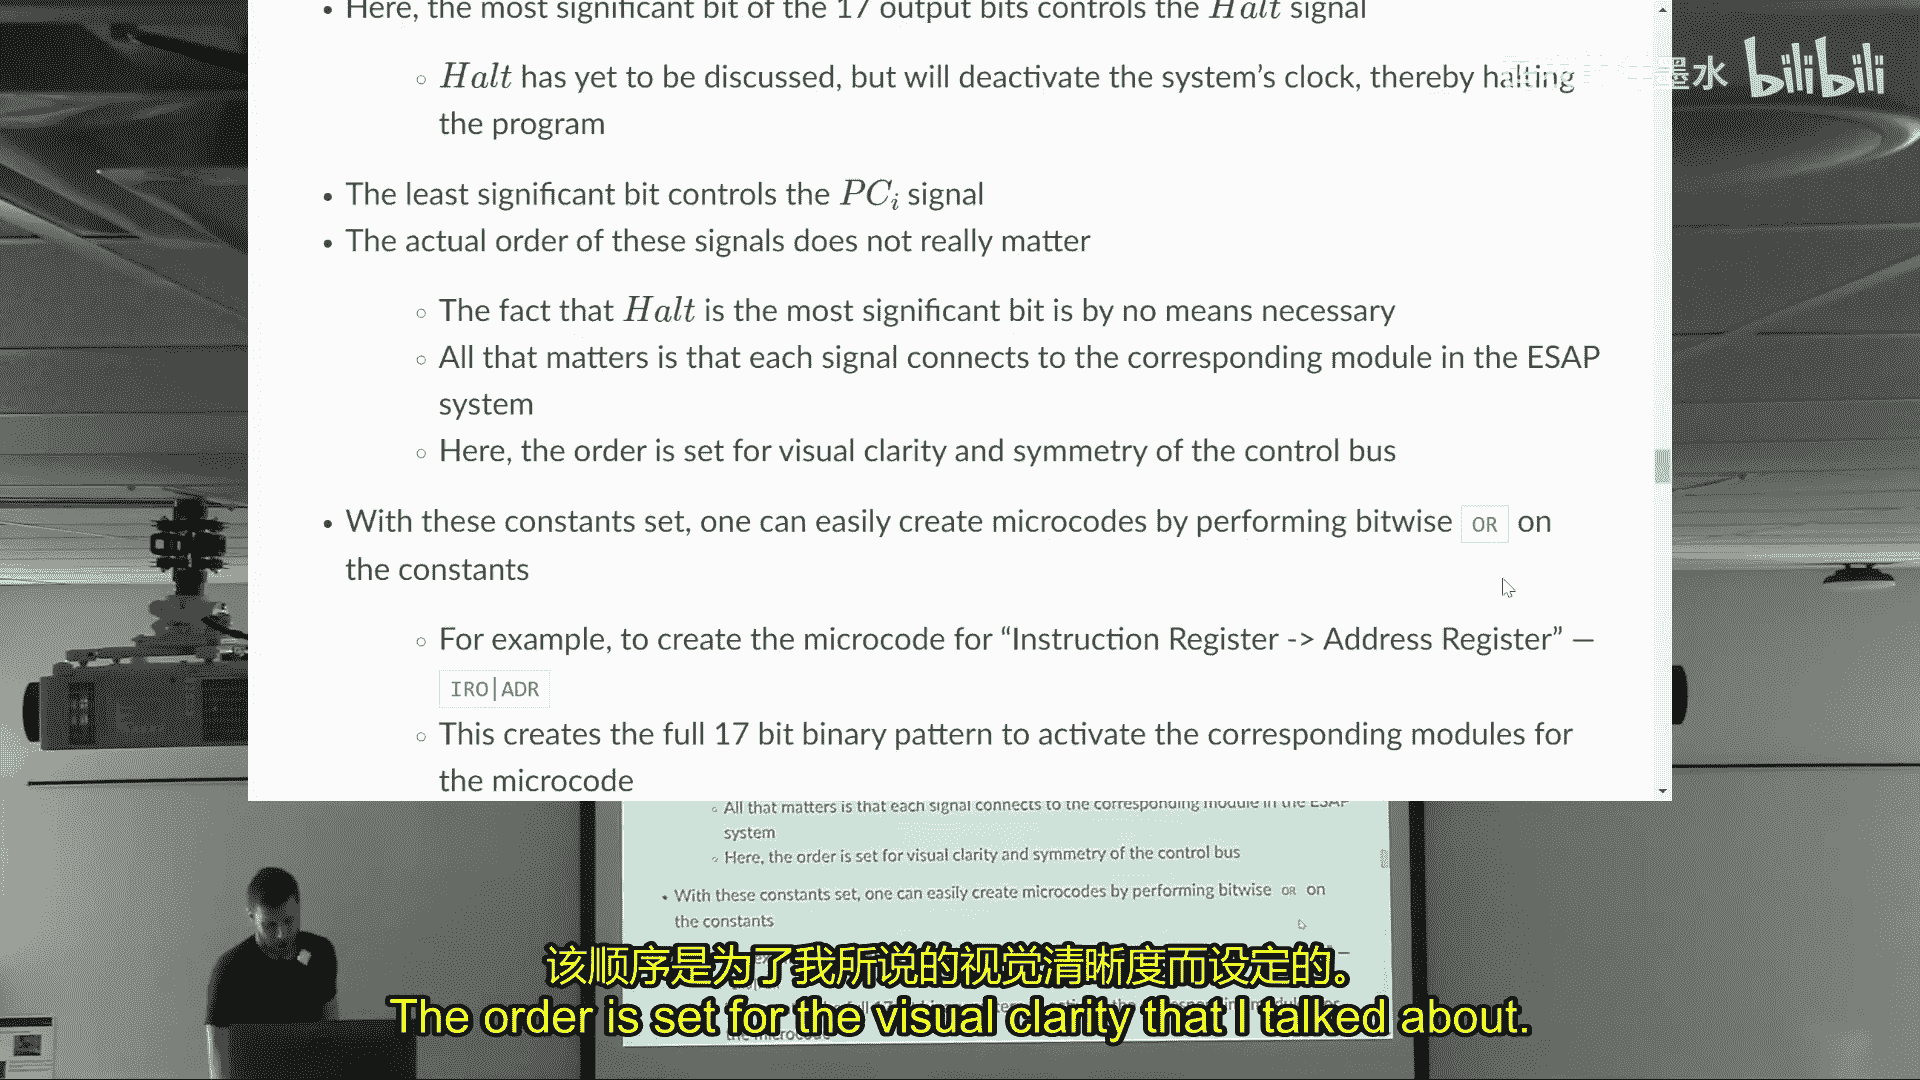 Here, the most significant bit of the 17 output bits controls the Halt signal
Halt has yet to be discussed, but will deactivate the system's clock, thereby halting
the program
墨水 bilibili
The least significant bit controls the PCi signal
The actual order of these signals does not really matter
The fact that Halt is the most significant bit is by no means necessary
All that matters is that each signal connects to the corresponding module in the ESAP
system
Here, the order is set for visual clarity and symmetry of the control bus
With these constants set, one can easily create microcodes by performing bitwise OR on
the constants
For example, to create the microcode for “Instruction Register -> Address Register” —
IRO|ADR
This creates the full 17 bit binary pattern to activate the corresponding modules for
the microcode
All that matters is that each signal connects to the corresponding module in the ESAP
system
Here, the order is set for visual clarity and symmetry of the control bus
With these constants set, one can easily create microcodes by performing bitwise OR on
the constants
该顺序是为了我所说的视觉清晰度而设定的。
The order is set for the visual clarity that I talked about.
the microcode